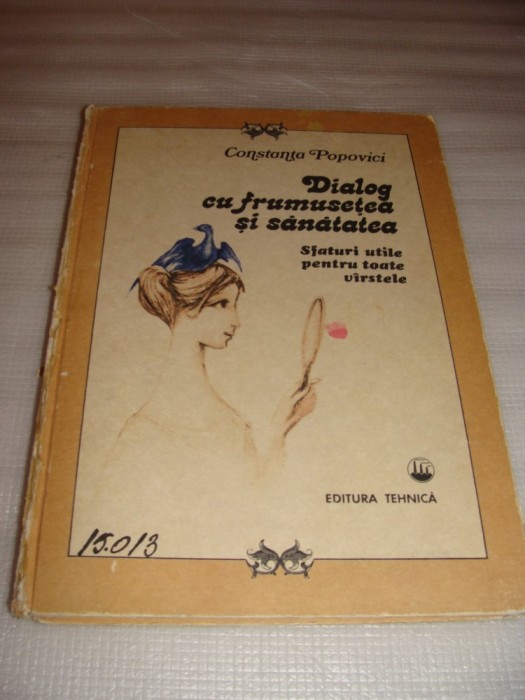 Constanța Popovici
Dialog
cu frumusețea
și sănătatea
Sfaturi utile
pentru toate
vîrstele
EDITURA TEHNICĂ
15.013